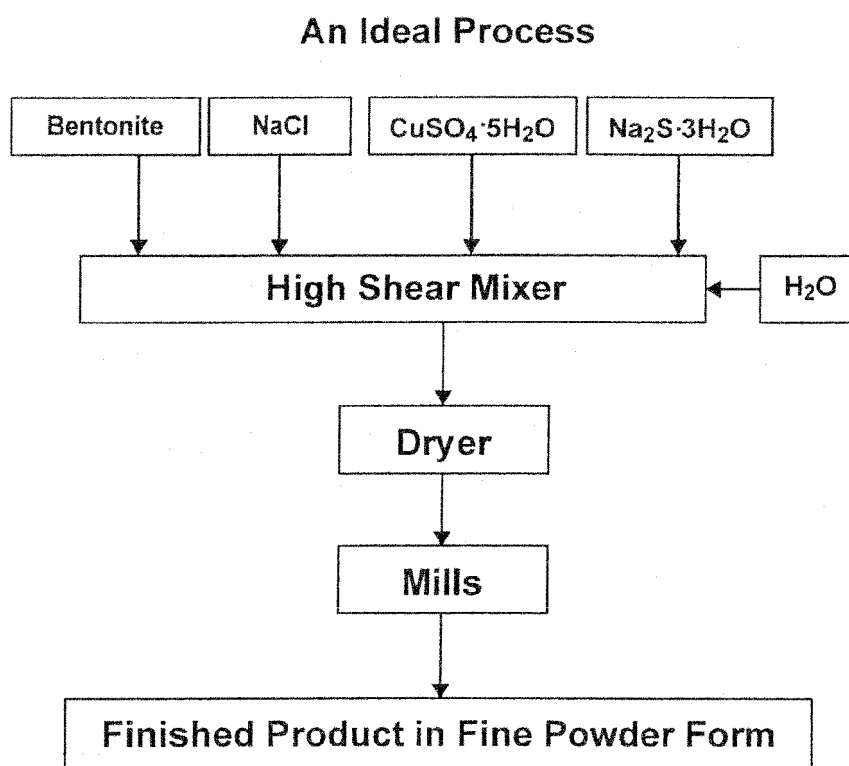 An Ideal Process
Bentonite
NaCl
CuSO₄·5H₂O
Na₂S·3H₂O
High Shear Mixer
H₂O
Dryer
Mills
Finished Product in Fine Powder Form